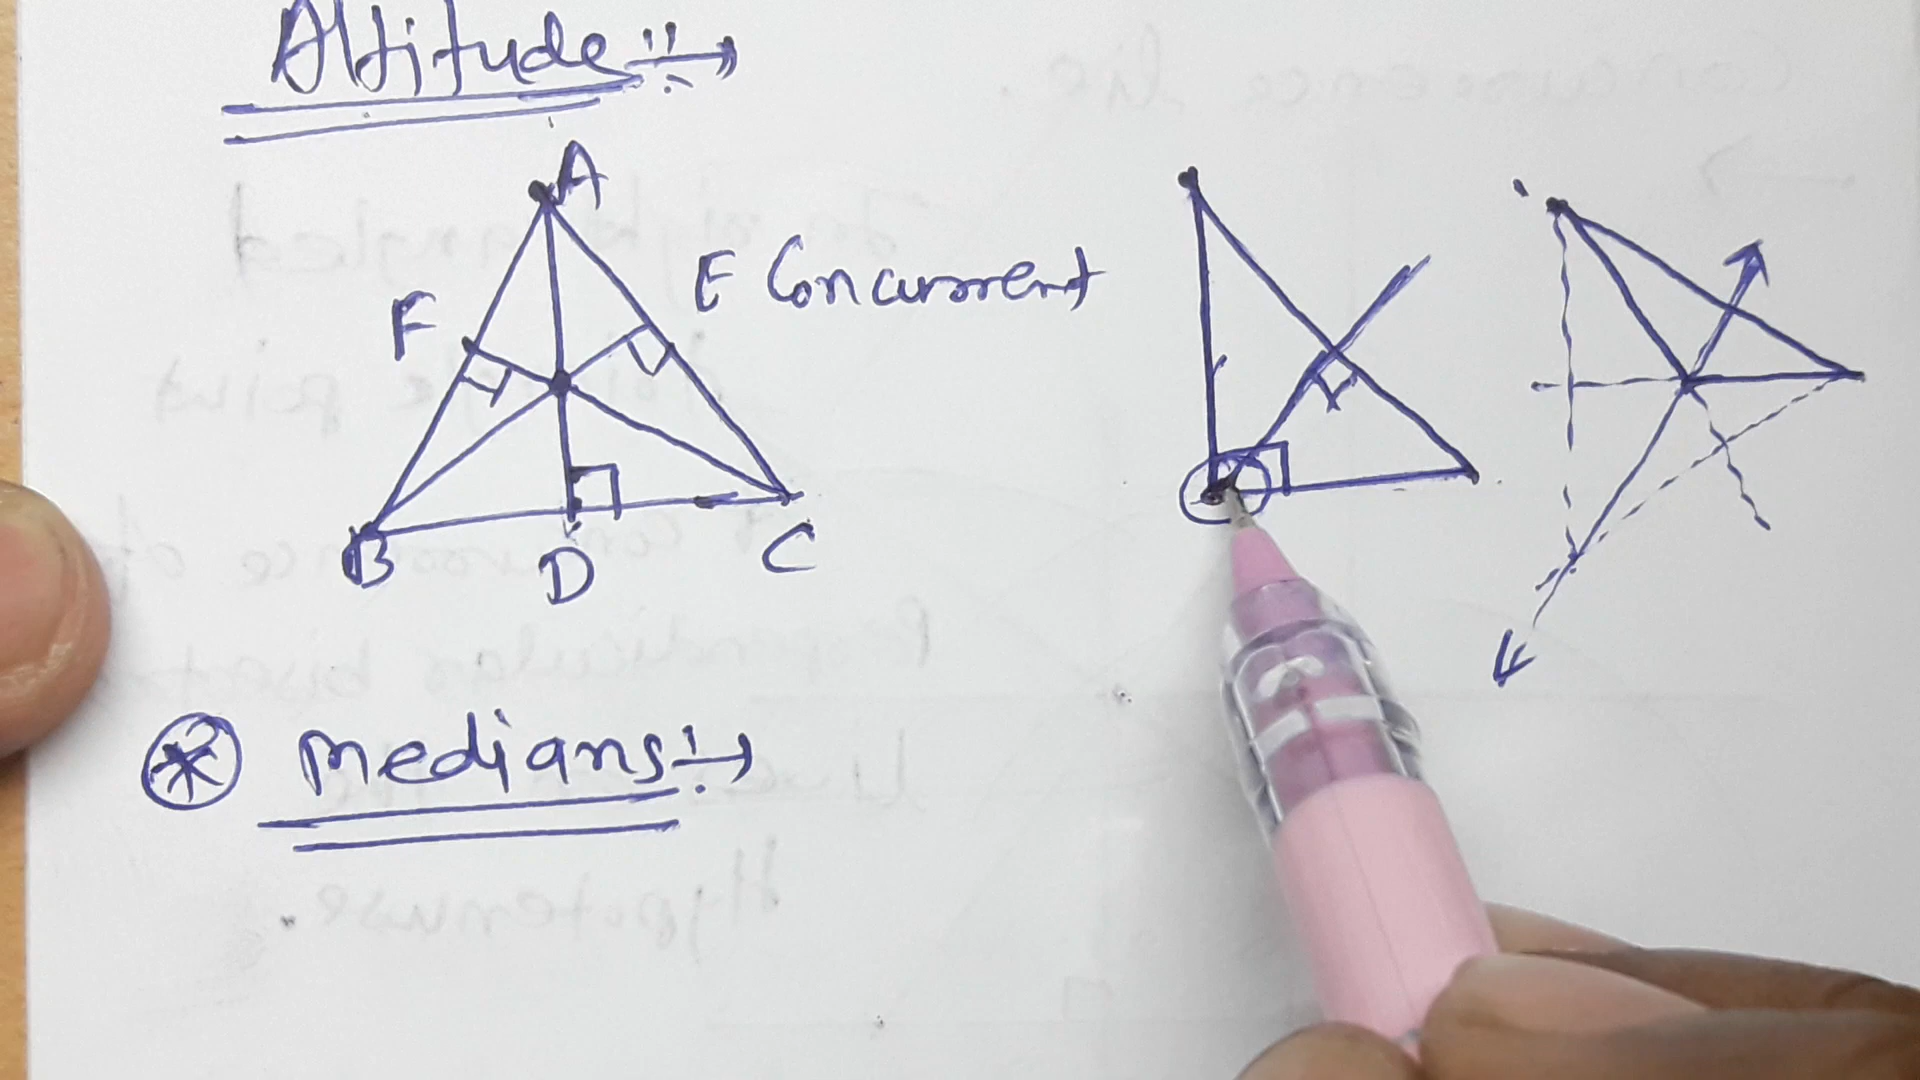 Altitude :→
A
F
E Concurrent
B
D
C
* Medians :→